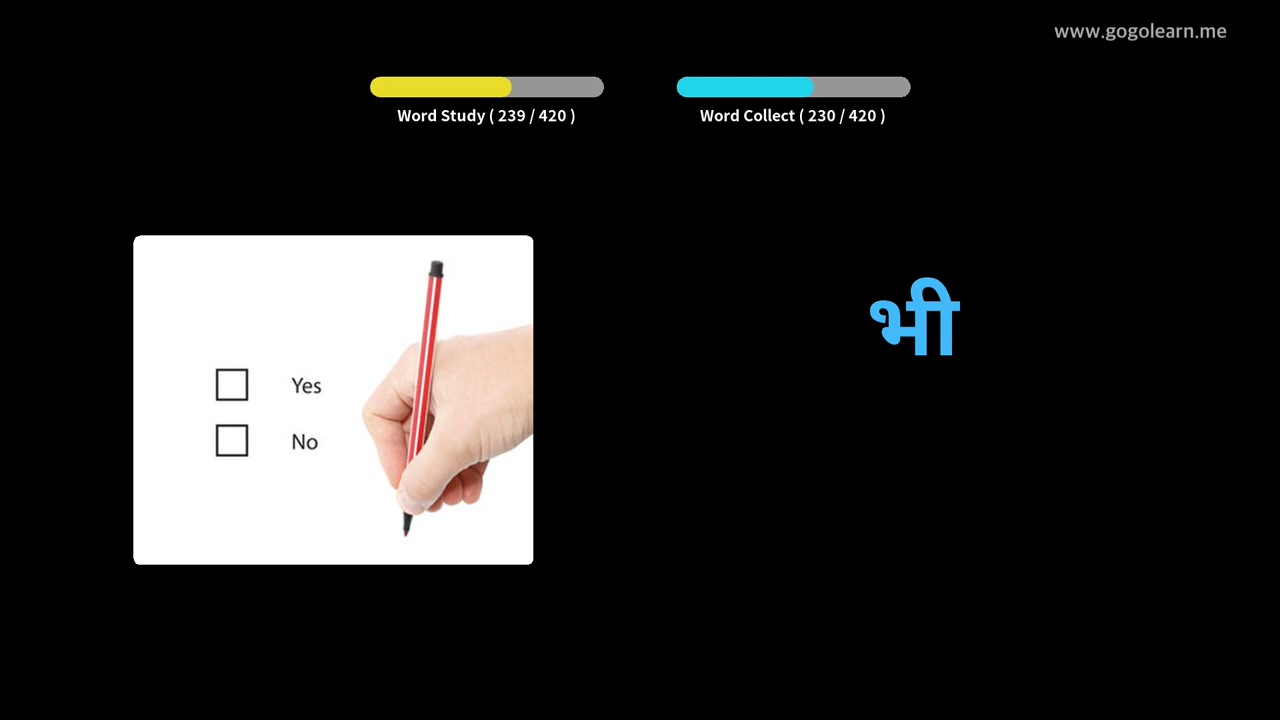 www.gogolearn.me
Word Study ( 239 / 420 )
Word Collect ( 230 / 420 )
भी
Yes
No